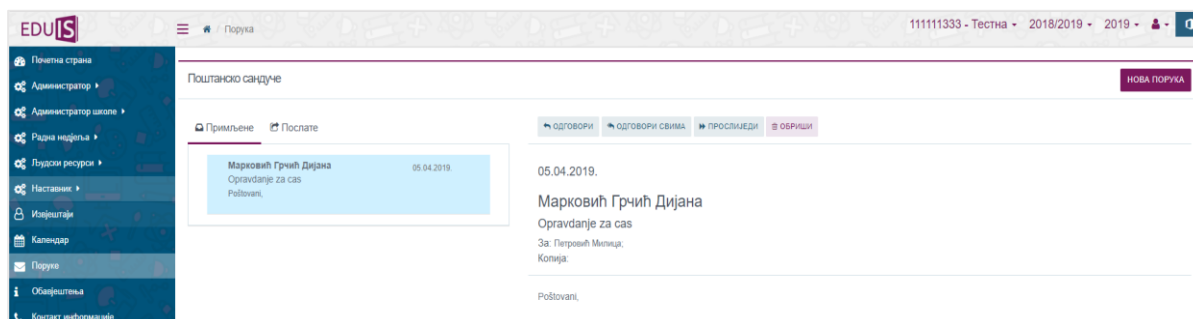 EDUIS
/ Порука
111111333 - Тестна
2018/2019
2019
Почетна страна
Администратор
Администратор школе
Радна недјеља
Људски ресурси
Наставник
Извјештаји
Календар
Поруке
Обавјештења
Контакт информације
Поштанско сандуче
НОВА ПОРУКА
Примљене
Послате
Марковић Грчић Дијана
05.04.2019.
Opravdanje za cas
Poštovani,
ОДГОВОРИ
ОДГОВОРИ СВИМА
ПРОСЛИЈЕДИ
ОБРИШИ
05.04.2019.
Марковић Грчић Дијана
Opravdanje za cas
За: Петровић Милица;
Копија:
Poštovani,